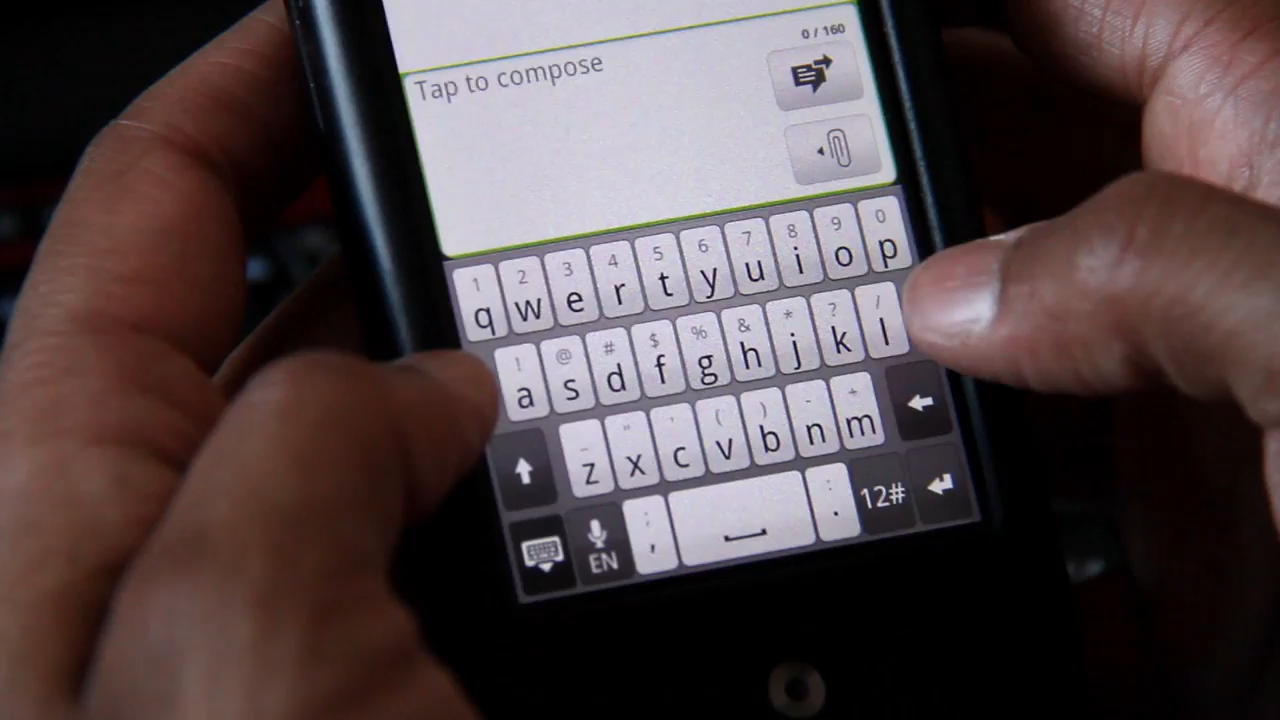 0 / 160
Tap to compose
1 2 3 4 5 6 7 8 9 0
q w e r t y u i o p
! @ # $ % & * ? /
a s d f g h j k l
_ " ' ( ) - +
z x c v b n m
; :
EN , . 12#